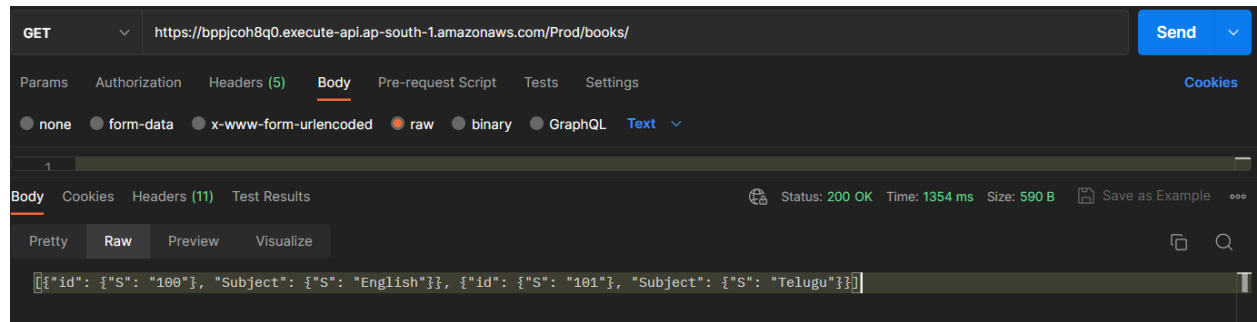 GET https://bppjcoh8q0.execute-api.ap-south-1.amazonaws.com/Prod/books/ Send
Params Authorization Headers (5) Body Pre-request Script Tests Settings Cookies
none form-data x-www-form-urlencoded raw binary GraphQL Text
1
Body Cookies Headers (11) Test Results Status: 200 OK Time: 1354 ms Size: 590 B Save as Example
Pretty Raw Preview Visualize
[{"id": {"S": "100"}, "Subject": {"S": "English"}}, {"id": {"S": "101"}, "Subject": {"S": "Telugu"}}]